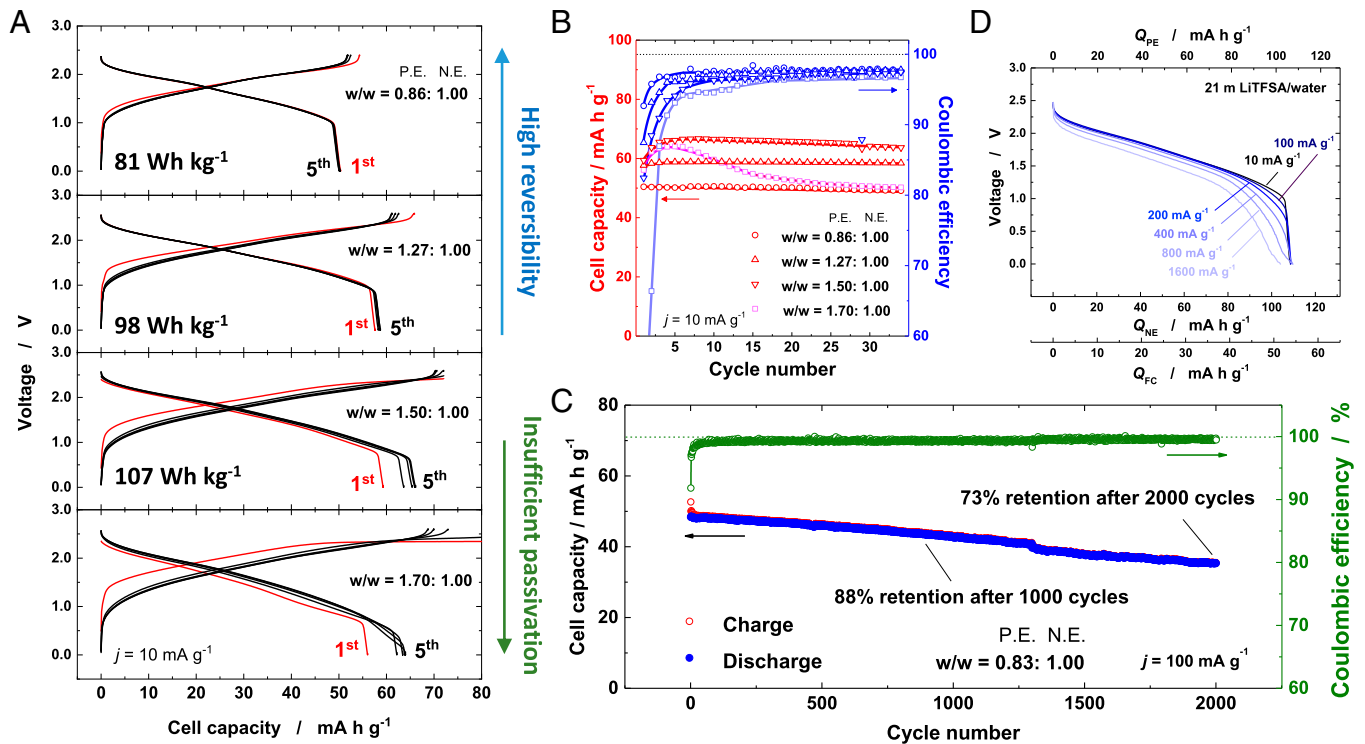 A
3.0
2.0
1.0
0.0
P.E. N.E.
w/w = 0.86: 1.00
81 Wh kg⁻¹
5th
1st
3.0
2.0
1.0
0.0
w/w = 1.27: 1.00
98 Wh kg⁻¹
1st
5th
3.0
2.0
1.0
0.0
w/w = 1.50: 1.00
107 Wh kg⁻¹
1st
5th
3.0
2.0
1.0
0.0
w/w = 1.70: 1.00
j = 10 mA g⁻¹
1st
5th
0 10 20 30 40 50 60 70 80
Cell capacity / mA h g⁻¹
Voltage / V
High reversibility
Insufficient passivation
B
100
90
80
70
60
50
40
30
20
10
0
Cell capacity / mA h g⁻¹
100
95
90
85
80
75
70
65
60
Coulombic efficiency
P.E. N.E.
w/w = 0.86: 1.00
w/w = 1.27: 1.00
w/w = 1.50: 1.00
w/w = 1.70: 1.00
j = 10 mA g⁻¹
5 10 15 20 25 30
Cycle number
D
Q PE / mA h g⁻¹
0 20 40 60 80 100 120
3.0
2.5
2.0
1.5
1.0
0.5
0.0
Voltage / V
21 m LiTFSA/water
100 mA g⁻¹
10 mA g⁻¹
200 mA g⁻¹
400 mA g⁻¹
800 mA g⁻¹
1600 mA g⁻¹
0 20 40 60 80 100 120
Q NE / mA h g⁻¹
0 10 20 30 40 50 60
Q FC / mA h g⁻¹
C
80
60
40
20
0
Cell capacity / mA h g⁻¹
100
90
80
70
60
Coulombic efficiency / %
73% retention after 2000 cycles
88% retention after 1000 cycles
Charge
Discharge
P.E. N.E.
w/w = 0.83: 1.00
j = 100 mA g⁻¹
0 500 1000 1500 2000
Cycle number